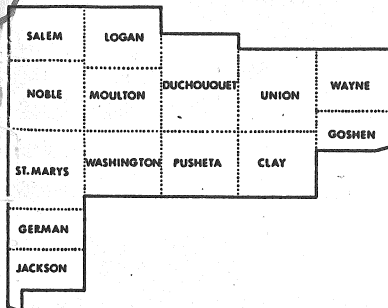 SALEM
LOGAN
NOBLE
MOULTON
DUCHOUQUET
UNION
WAYNE
GOSHEN
ST. MARYS
WASHINGTON
PUSHETA
CLAY
GERMAN
JACKSON